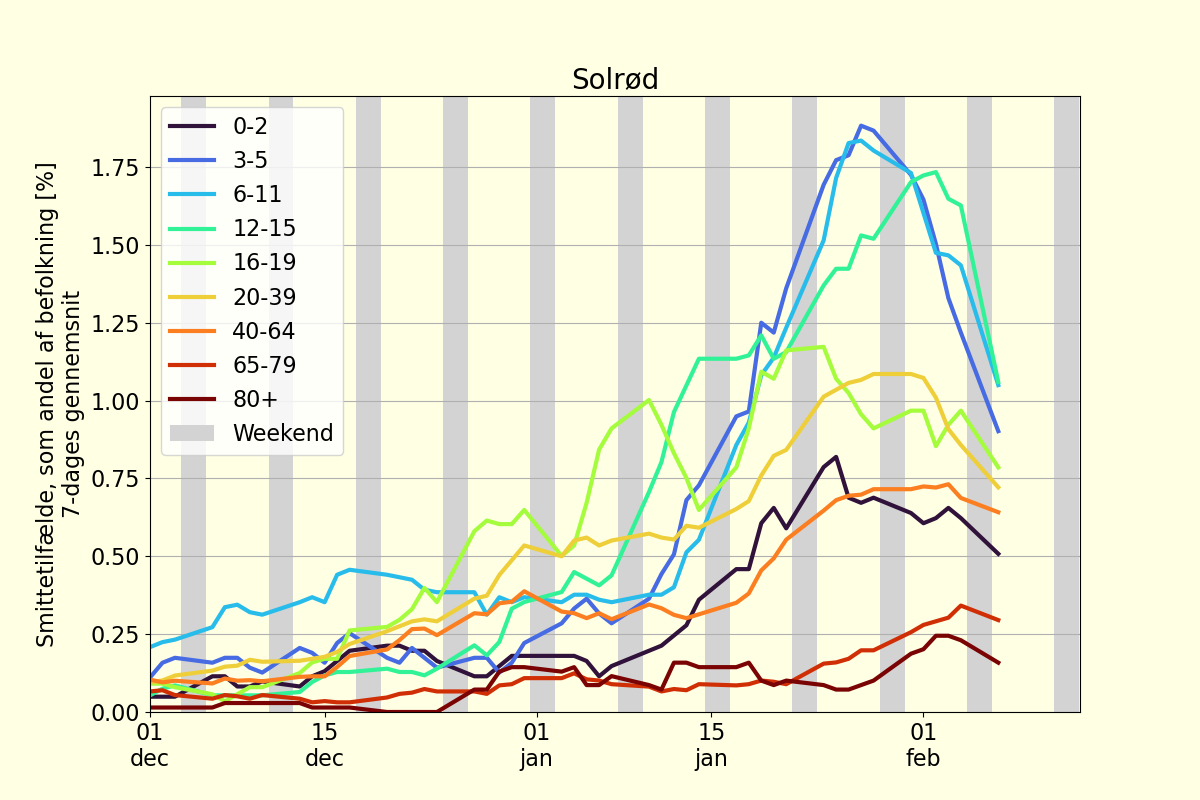 Solrød
0-2
3-5
6-11
12-15
16-19
20-39
40-64
65-79
80+
Weekend
Smittetilfælde, som andel af befolkning [%]
7-dages gennemsnit
1.75
1.50
1.25
1.00
0.75
0.50
0.25
0.00
01 15 01 15 01
dec dec jan jan feb